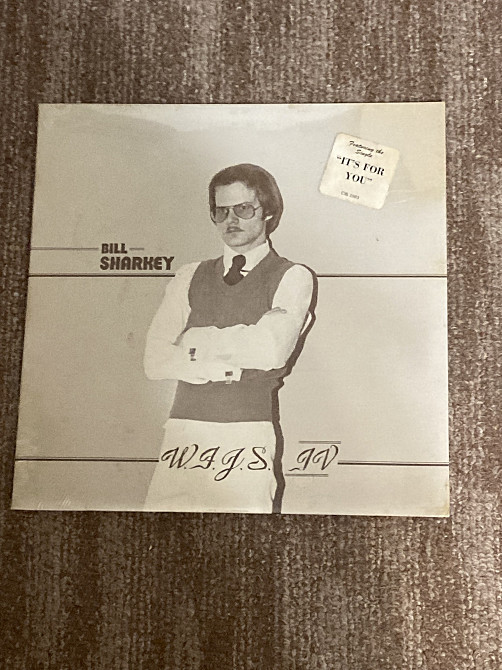 Featuring the
Single
"IT'S FOR
YOU"
BILL
SHARKEY
W.F.J.S. IV